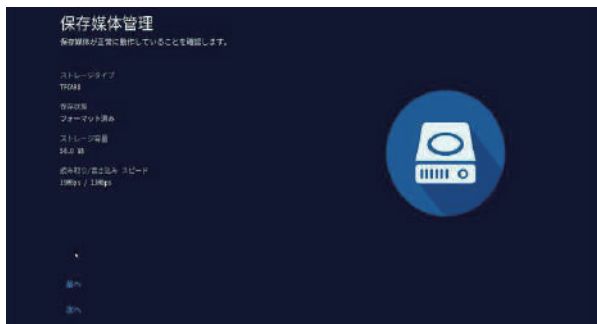 保存媒体管理
保存媒体が正常に動作していることを確認します。
ストレージタイプ
TFCARD
保存状態
フォーマット済み
ストレージ容量
読み取り/書き込み スピード
前へ
次へ